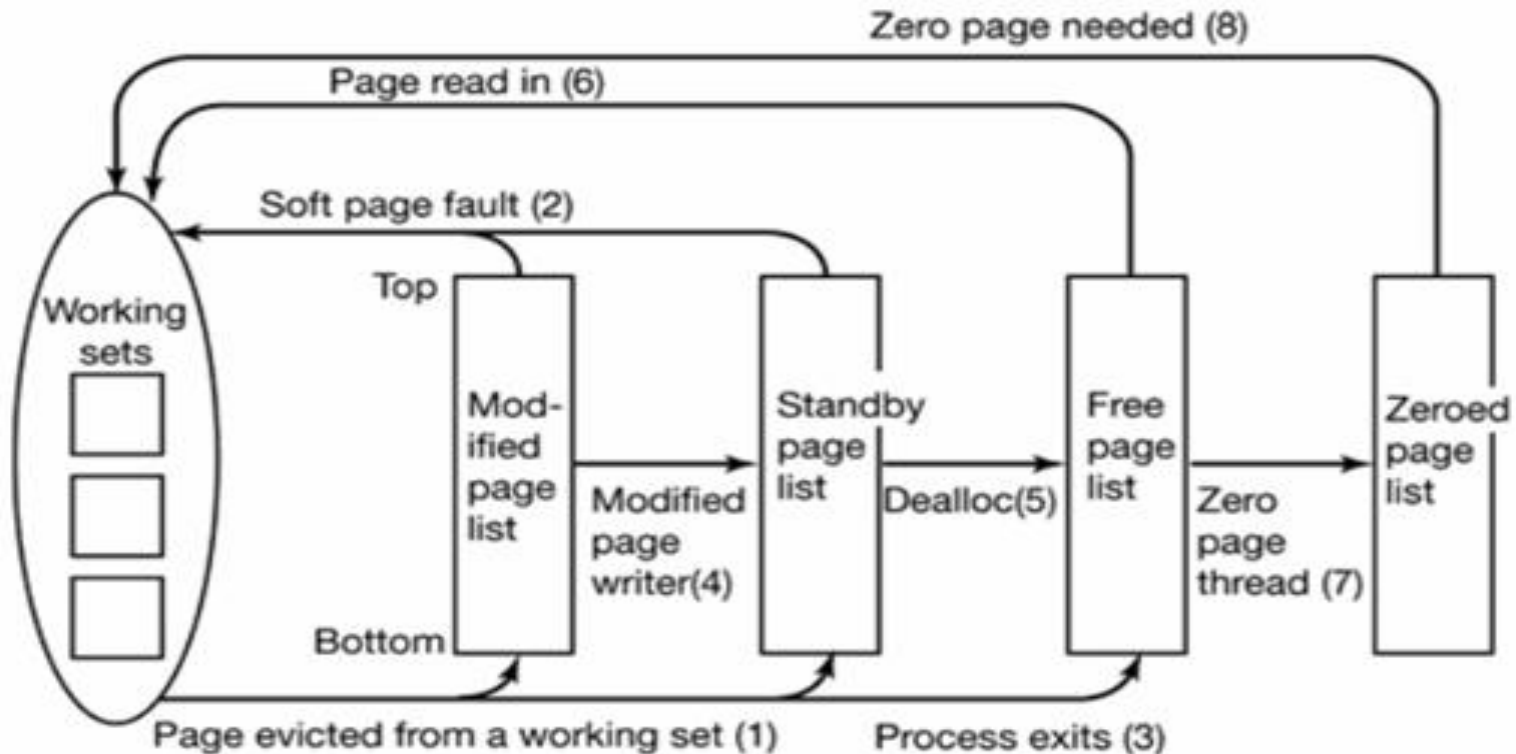 Zero page needed (8)
Page read in (6)
Soft page fault (2)
Top
Working
sets
Mod-
ified
page
list
Modified
page
writer(4)
Standby
page
list
Dealloc(5)
Free
page
list
Zero
page
thread (7)
Zeroed
page
list
Bottom
Page evicted from a working set (1)
Process exits (3)